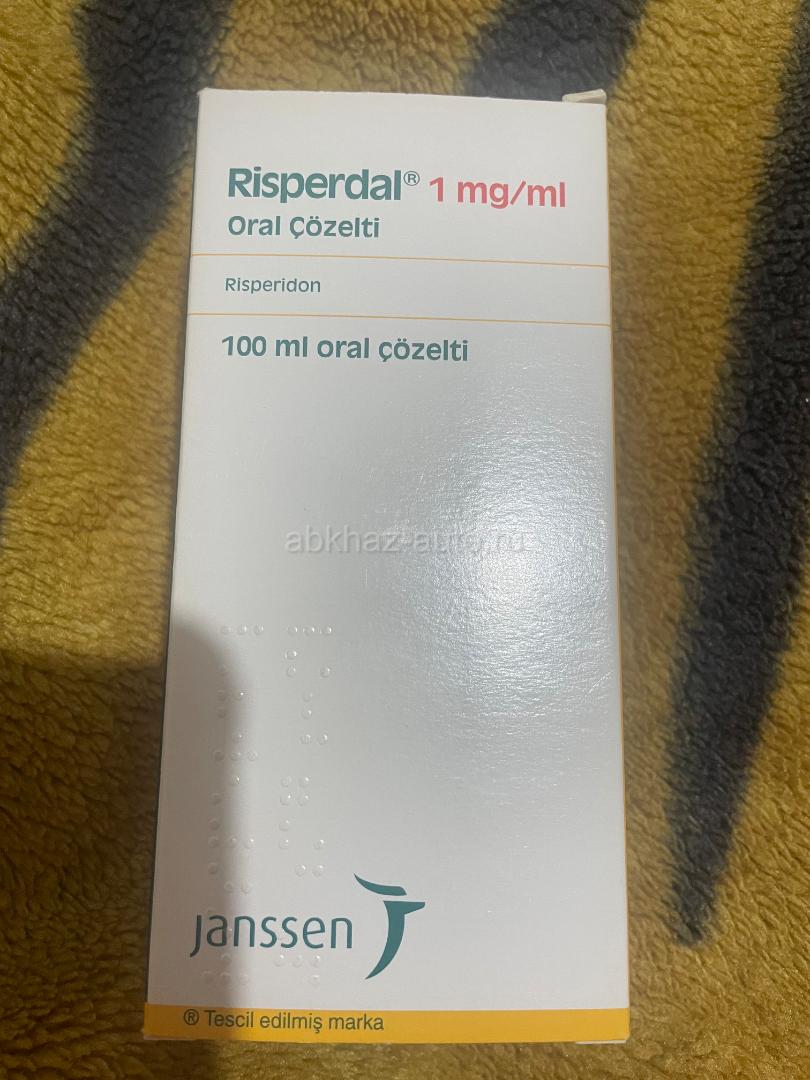 Risperdal® 1 mg/ml
Oral Çözelti
Risperidon
100 ml oral çözelti
abkhaz-auto.ru
janssen
® Tescil edilmiş marka